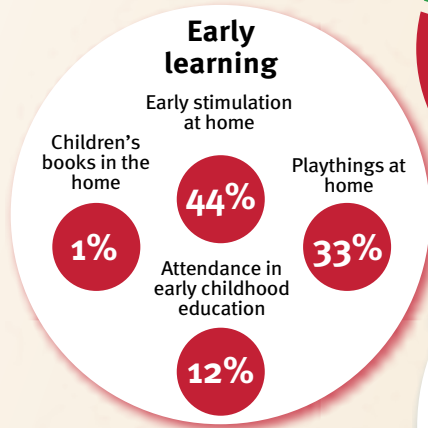 Early
learning
Early stimulation
at home
44%
Children’s
books in the
home
1%
Playthings at
home
33%
Attendance in
early childhood
education
12%